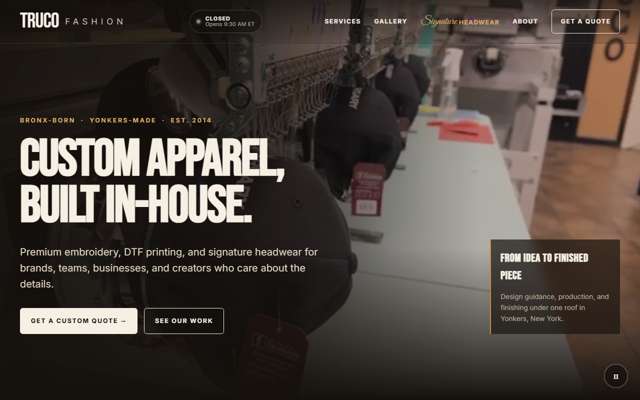 TRUCO FASHION
CLOSED
Opens 9:30 AM ET
SERVICES
GALLERY
Signature HEADWEAR
ABOUT
GET A QUOTE
BRONX-BORN · YONKERS-MADE · EST. 2014
CUSTOM APPAREL,
BUILT IN-HOUSE.
Premium embroidery, DTF printing, and signature headwear for
brands, teams, businesses, and creators who care about the
details.
GET A CUSTOM QUOTE →
SEE OUR WORK
FROM IDEA TO FINISHED
PIECE
Design guidance, production, and
finishing under one roof in
Yonkers, New York.